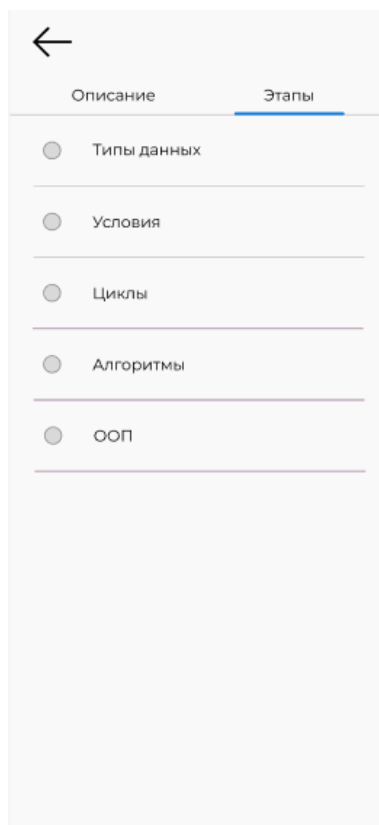 Описание Этапы
Типы данных
Условия
Циклы
Алгоритмы
ООП